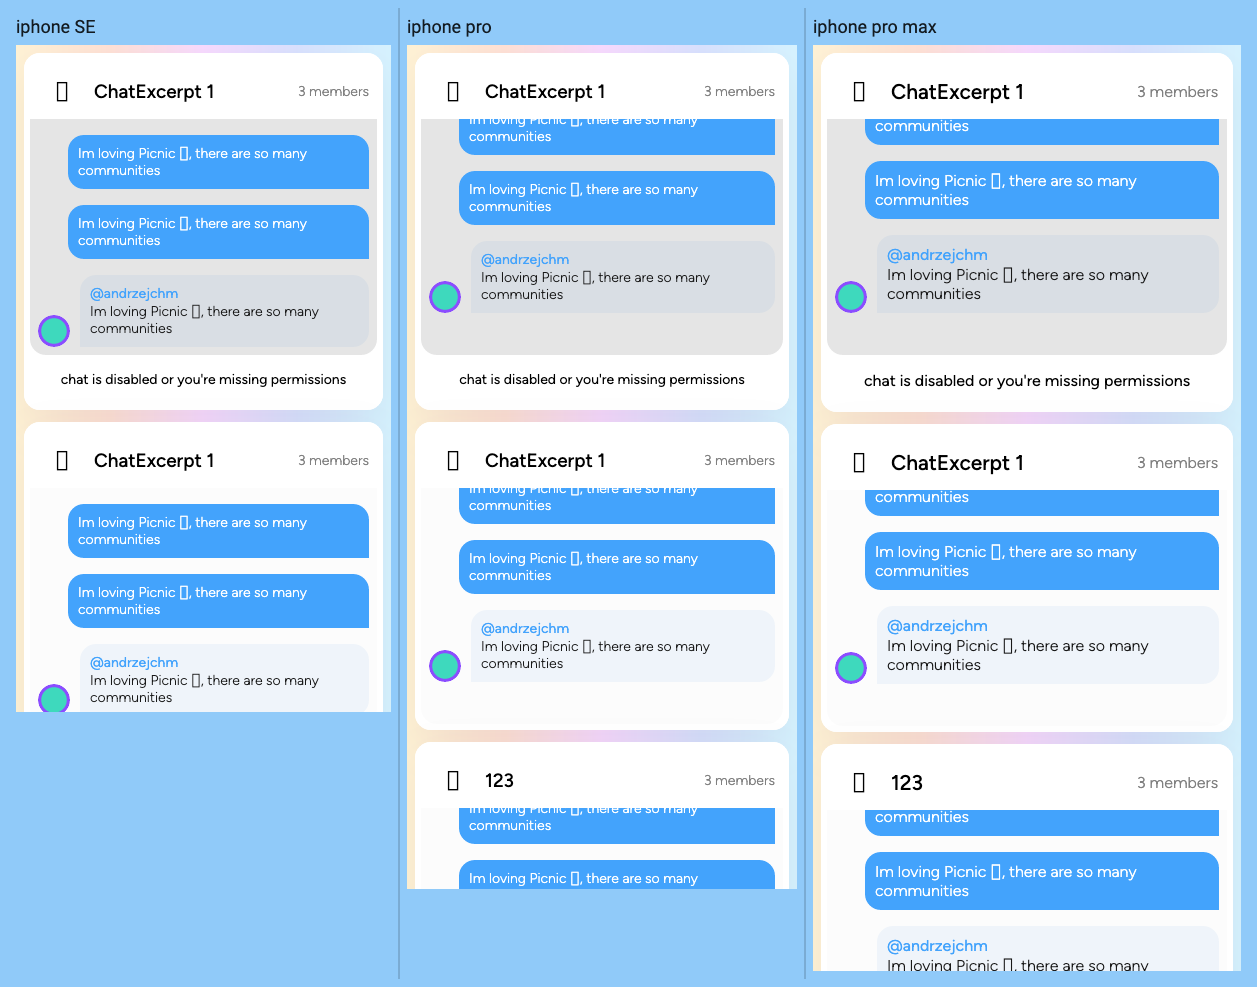 iphone SE
ChatExcerpt 1
3 members
Im loving Picnic ▯, there are so many
communities
Im loving Picnic ▯, there are so many
communities
@andrzejchm
Im loving Picnic ▯, there are so many
communities
chat is disabled or you're missing permissions
ChatExcerpt 1
3 members
Im loving Picnic ▯, there are so many
communities
Im loving Picnic ▯, there are so many
communities
@andrzejchm
Im loving Picnic ▯, there are so many
communities
iphone pro
ChatExcerpt 1
3 members
Im loving Picnic ▯, there are so many
communities
Im loving Picnic ▯, there are so many
communities
@andrzejchm
Im loving Picnic ▯, there are so many
communities
chat is disabled or you're missing permissions
ChatExcerpt 1
3 members
Im loving Picnic ▯, there are so many
communities
Im loving Picnic ▯, there are so many
communities
@andrzejchm
Im loving Picnic ▯, there are so many
communities
123
3 members
Im loving Picnic ▯, there are so many
communities
Im loving Picnic ▯, there are so many
iphone pro max
ChatExcerpt 1
3 members
communities
Im loving Picnic ▯, there are so many
communities
@andrzejchm
Im loving Picnic ▯, there are so many
communities
chat is disabled or you're missing permissions
ChatExcerpt 1
3 members
communities
Im loving Picnic ▯, there are so many
communities
@andrzejchm
Im loving Picnic ▯, there are so many
communities
123
3 members
communities
Im loving Picnic ▯, there are so many
communities
@andrzejchm
Im loving Picnic ▯, there are so many